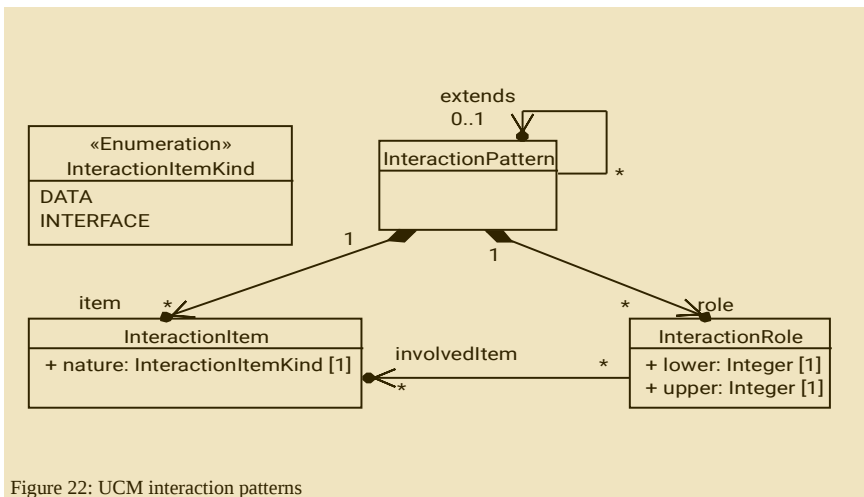 extends
0..1
«Enumeration»
InteractionItemKind
DATA
INTERFACE
InteractionPattern
*
1
1
item
*
*
role
InteractionItem
+ nature: InteractionItemKind [1]
involvedItem
*
*
InteractionRole
+ lower: Integer [1]
+ upper: Integer [1]
Figure 22: UCM interaction patterns